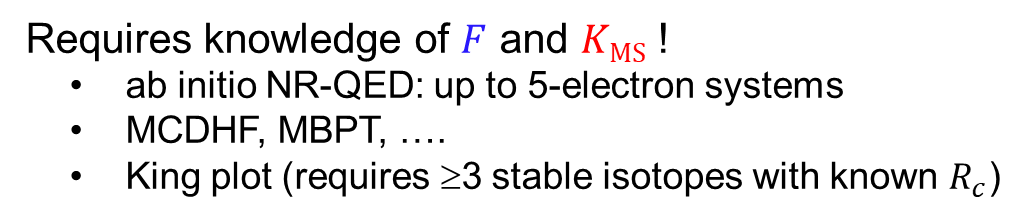 Requires knowledge of F and K_MS !
• ab initio NR-QED: up to 5-electron systems
• MCDHF, MBPT, ….
• King plot (requires ≥3 stable isotopes with known R_c)